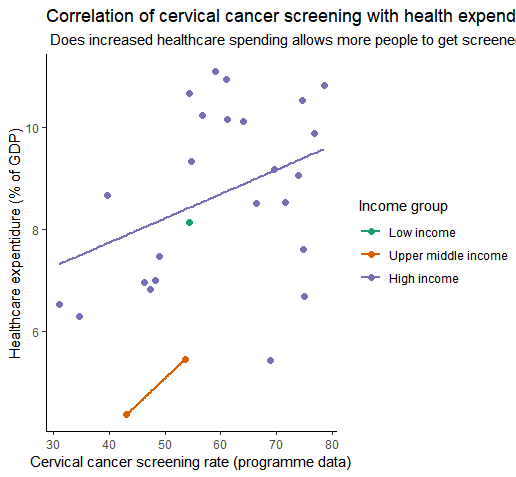 Correlation of cervical cancer screening with health expend
Does increased healthcare spending allows more people to get screene
Healthcare expentidure (% of GDP)
10
8
6
30 40 50 60 70 80
Cervical cancer screening rate (programme data)
Income group
Low income
Upper middle income
High income